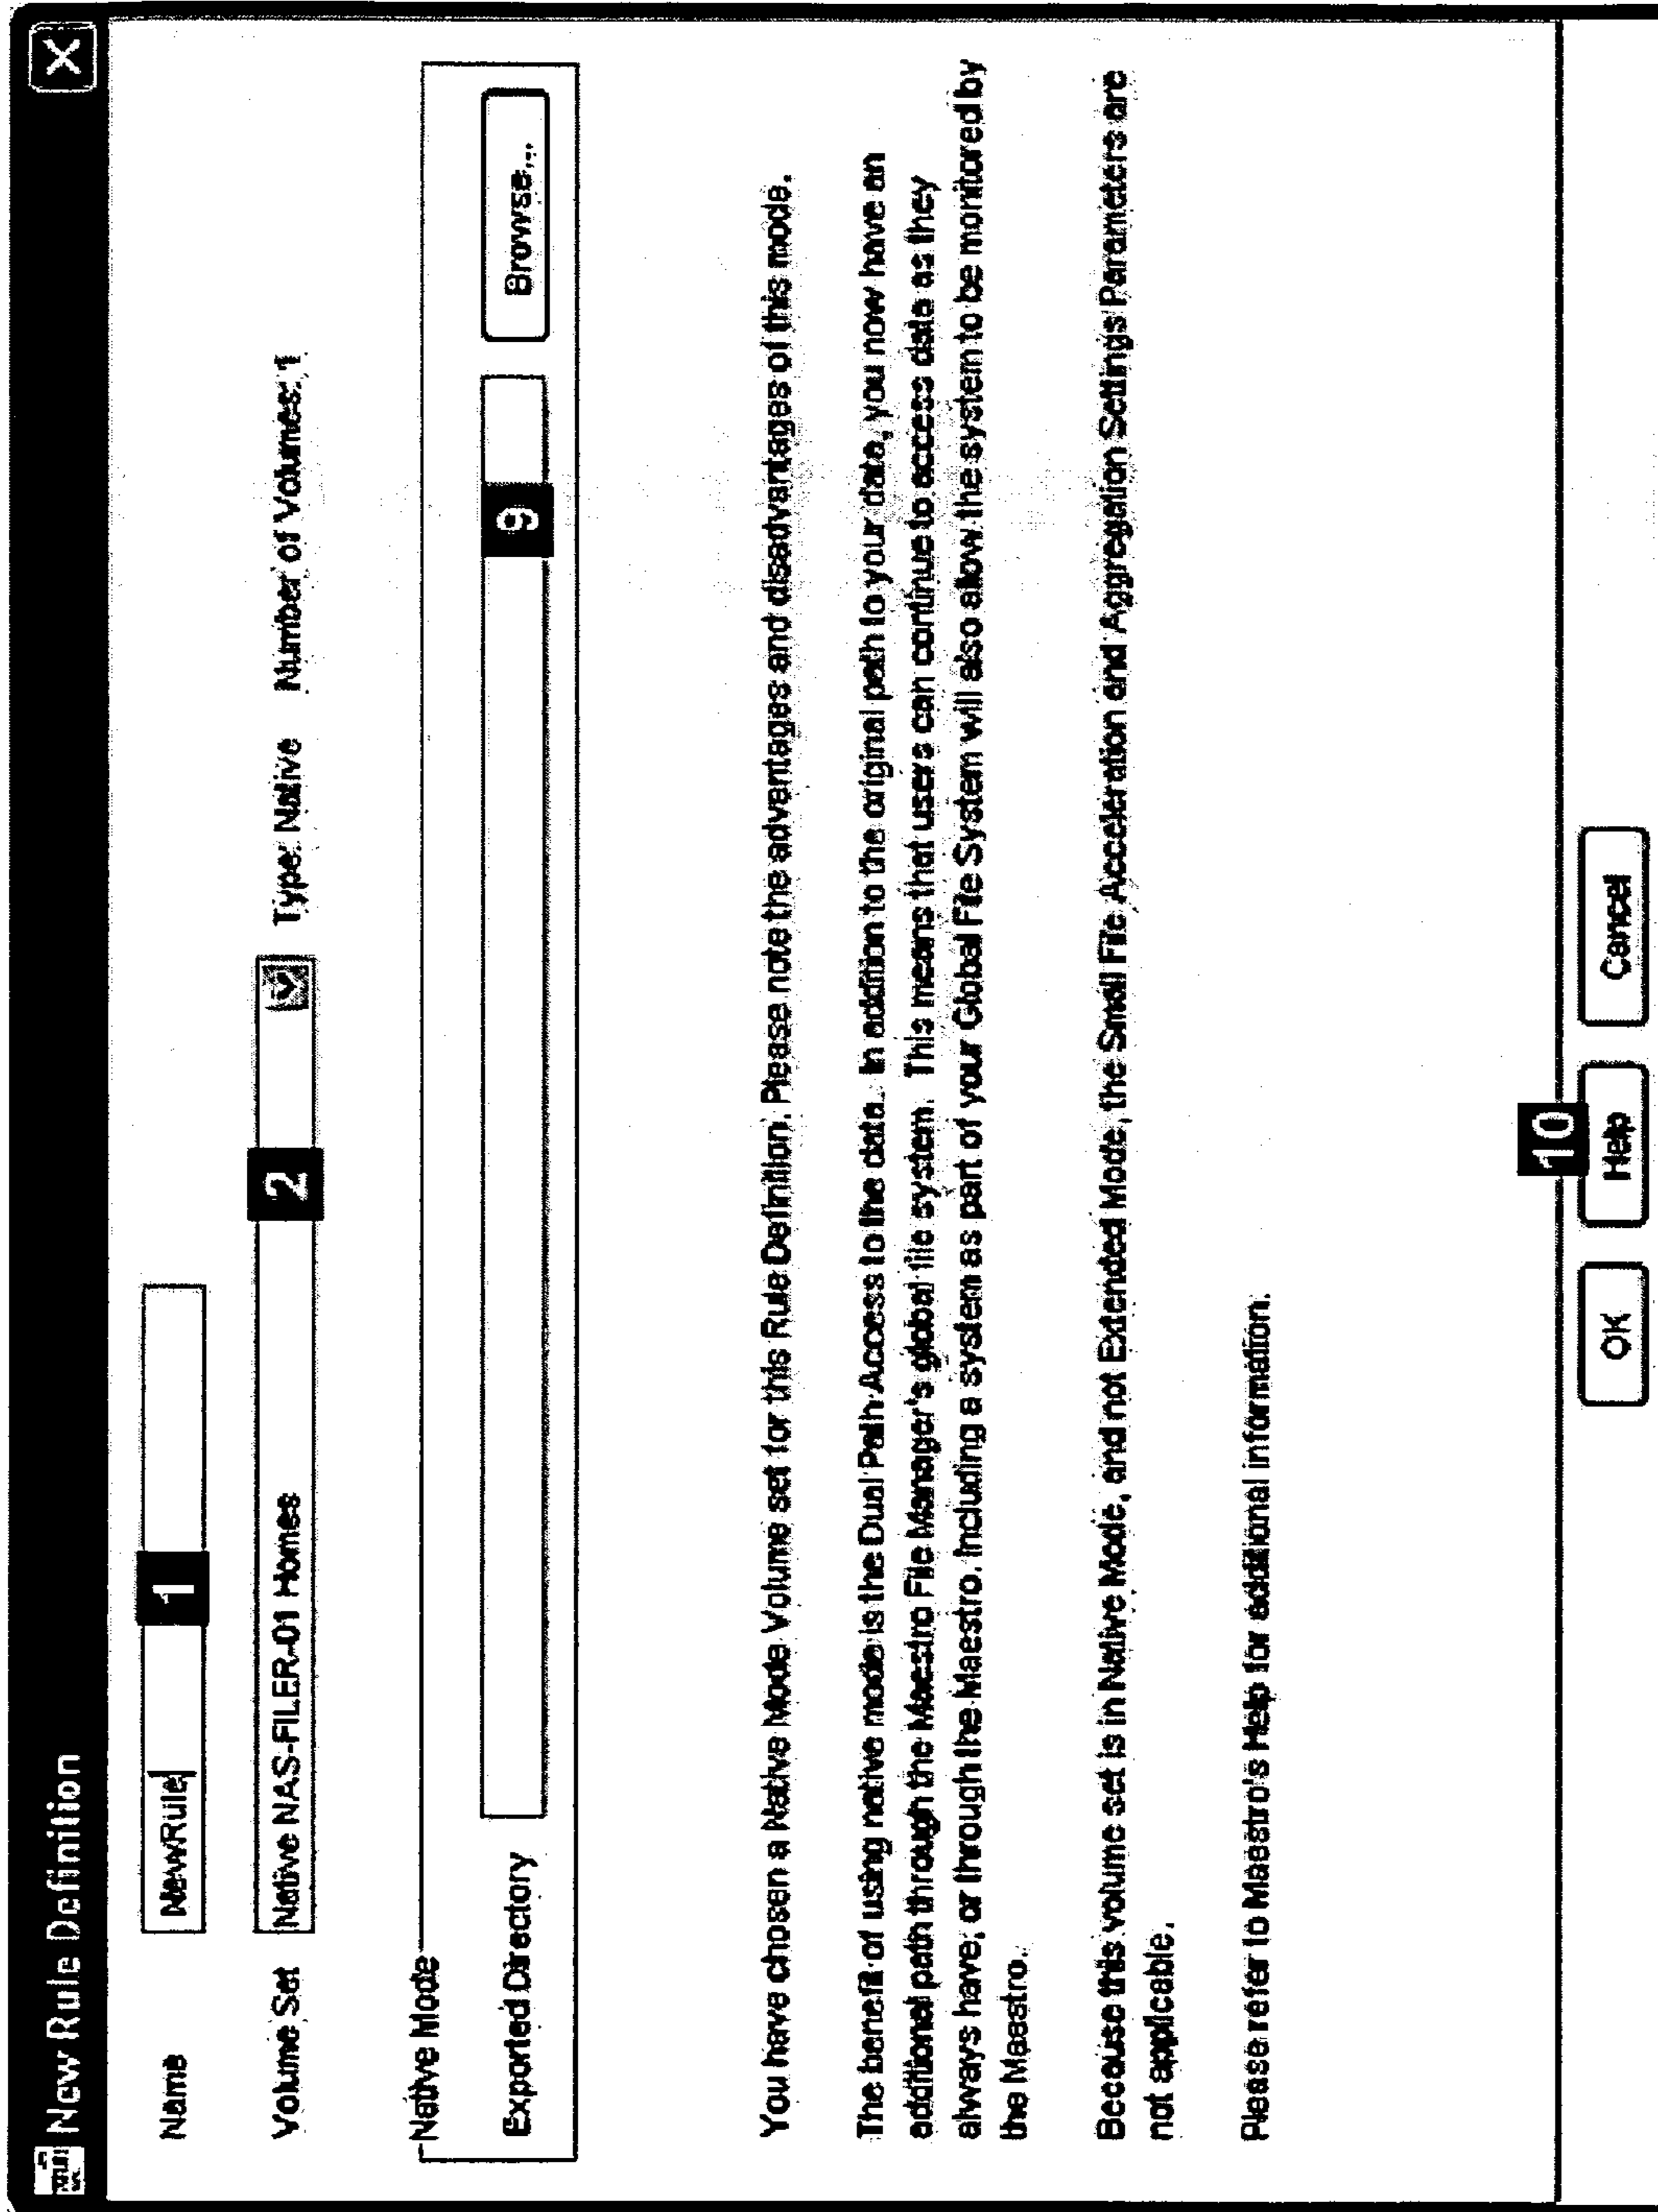 New Rule Definition
X
Name
NewRule
1
Volume Set
Native NAS-FILER-01 Homes
2
Type: Native
Number of Volumes: 1
Native Mode
Exported Directory
9
Browse...
You have chosen a Native Mode Volume set for this Rule Definition. Please note the advantages and disadvantages of this mode.
The benefit of using native mode is the Dual Path Access to the data. In addition to the original path to your data, you now have an
additional path through the Maestro File Manager's global file system. This means that users can continue to access data as they
always have, or through the Maestro. Including a system as part of your Global File System will also allow the system to be monitored by
the Maestro.
Because this volume set is in Native Mode, and not Extended Mode, the Small File Acceleration and Aggregation Settings Parameters are
not applicable.
Please refer to Maestro's Help for additional information.
10
OK
Help
Cancel